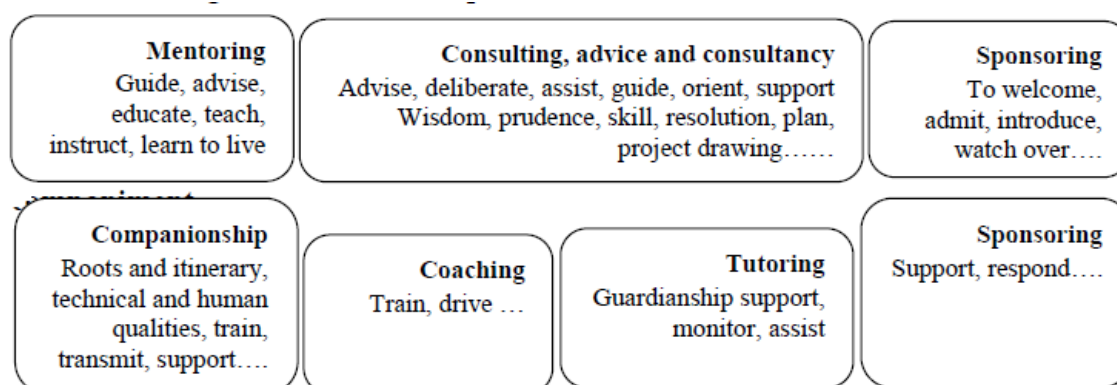 Mentoring
Guide, advise,
educate, teach,
instruct, learn to live
Consulting, advice and consultancy
Advise, deliberate, assist, guide, orient, support
Wisdom, prudence, skill, resolution, plan,
project drawing……
Sponsoring
To welcome,
admit, introduce,
watch over….
Companionship
Roots and itinerary,
technical and human
qualities, train,
transmit, support….
Coaching
Train, drive …
Tutoring
Guardianship support,
monitor, assist
Sponsoring
Support, respond….